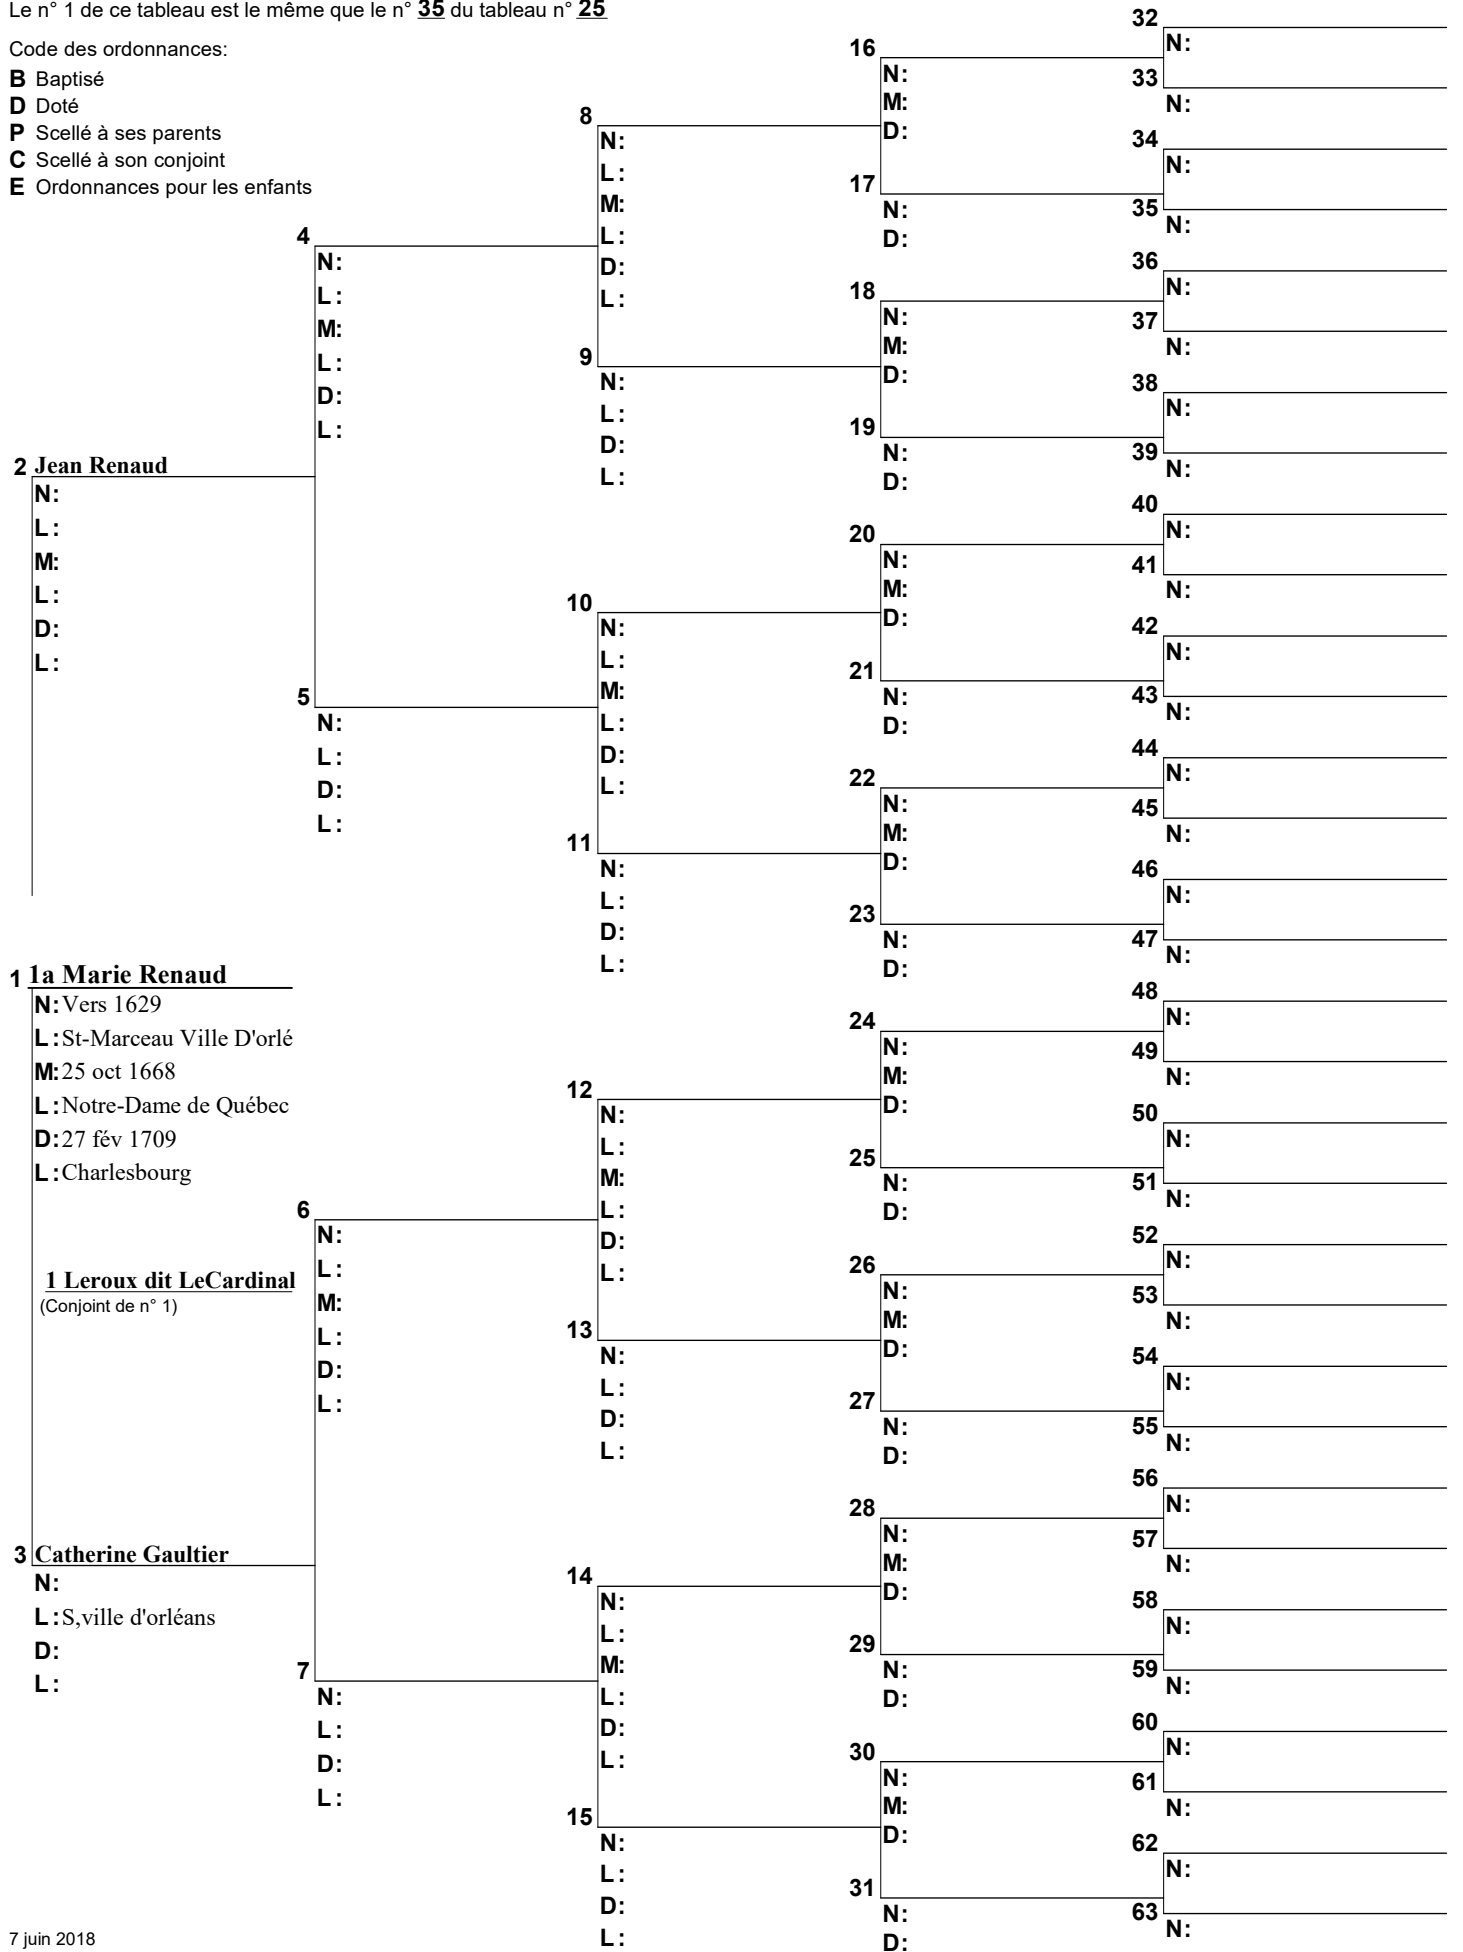 Le n° 1 de ce tableau est le même que le n° 35 du tableau n° 25
Code des ordonnances:
B Baptisé
D Doté
P Scellé à ses parents
C Scellé à son conjoint
E Ordonnances pour les enfants
2 Jean Renaud
N:
L:
M:
L:
D:
L:
1 1a Marie Renaud
N: Vers 1629
L: St-Marceau Ville D'orlé
M: 25 oct 1668
L: Notre-Dame de Québec
D: 27 fév 1709
L: Charlesbourg
1 Leroux dit LeCardinal
(Conjoint de n° 1)
3 Catherine Gaultier
N:
L: S,ville d'orléans
D:
L:
4
N:
L:
M:
L:
D:
L:
5
N:
L:
D:
L:
6
N:
L:
M:
L:
D:
L:
7
N:
L:
D:
L:
8
N:
L:
M:
L:
D:
L:
9
N:
L:
D:
L:
10
N:
L:
M:
L:
D:
L:
11
N:
L:
D:
L:
12
N:
L:
M:
L:
D:
L:
13
N:
L:
D:
L:
14
N:
L:
M:
L:
D:
L:
15
N:
L:
D:
L:
16
N:
M:
D:
17
N:
D:
18
N:
M:
D:
19
N:
D:
20
N:
M:
D:
21
N:
D:
22
N:
M:
D:
23
N:
D:
24
N:
M:
D:
25
N:
D:
26
N:
M:
D:
27
N:
D:
28
N:
M:
D:
29
N:
D:
30
N:
M:
D:
31
N:
D:
32
N:
33
N:
34
N:
35
N:
36
N:
37
N:
38
N:
39
N:
40
N:
41
N:
42
N:
43
N:
44
N:
45
N:
46
N:
47
N:
48
N:
49
N:
50
N:
51
N:
52
N:
53
N:
54
N:
55
N:
56
N:
57
N:
58
N:
59
N:
60
N:
61
N:
62
N:
63
N:
7 juin 2018